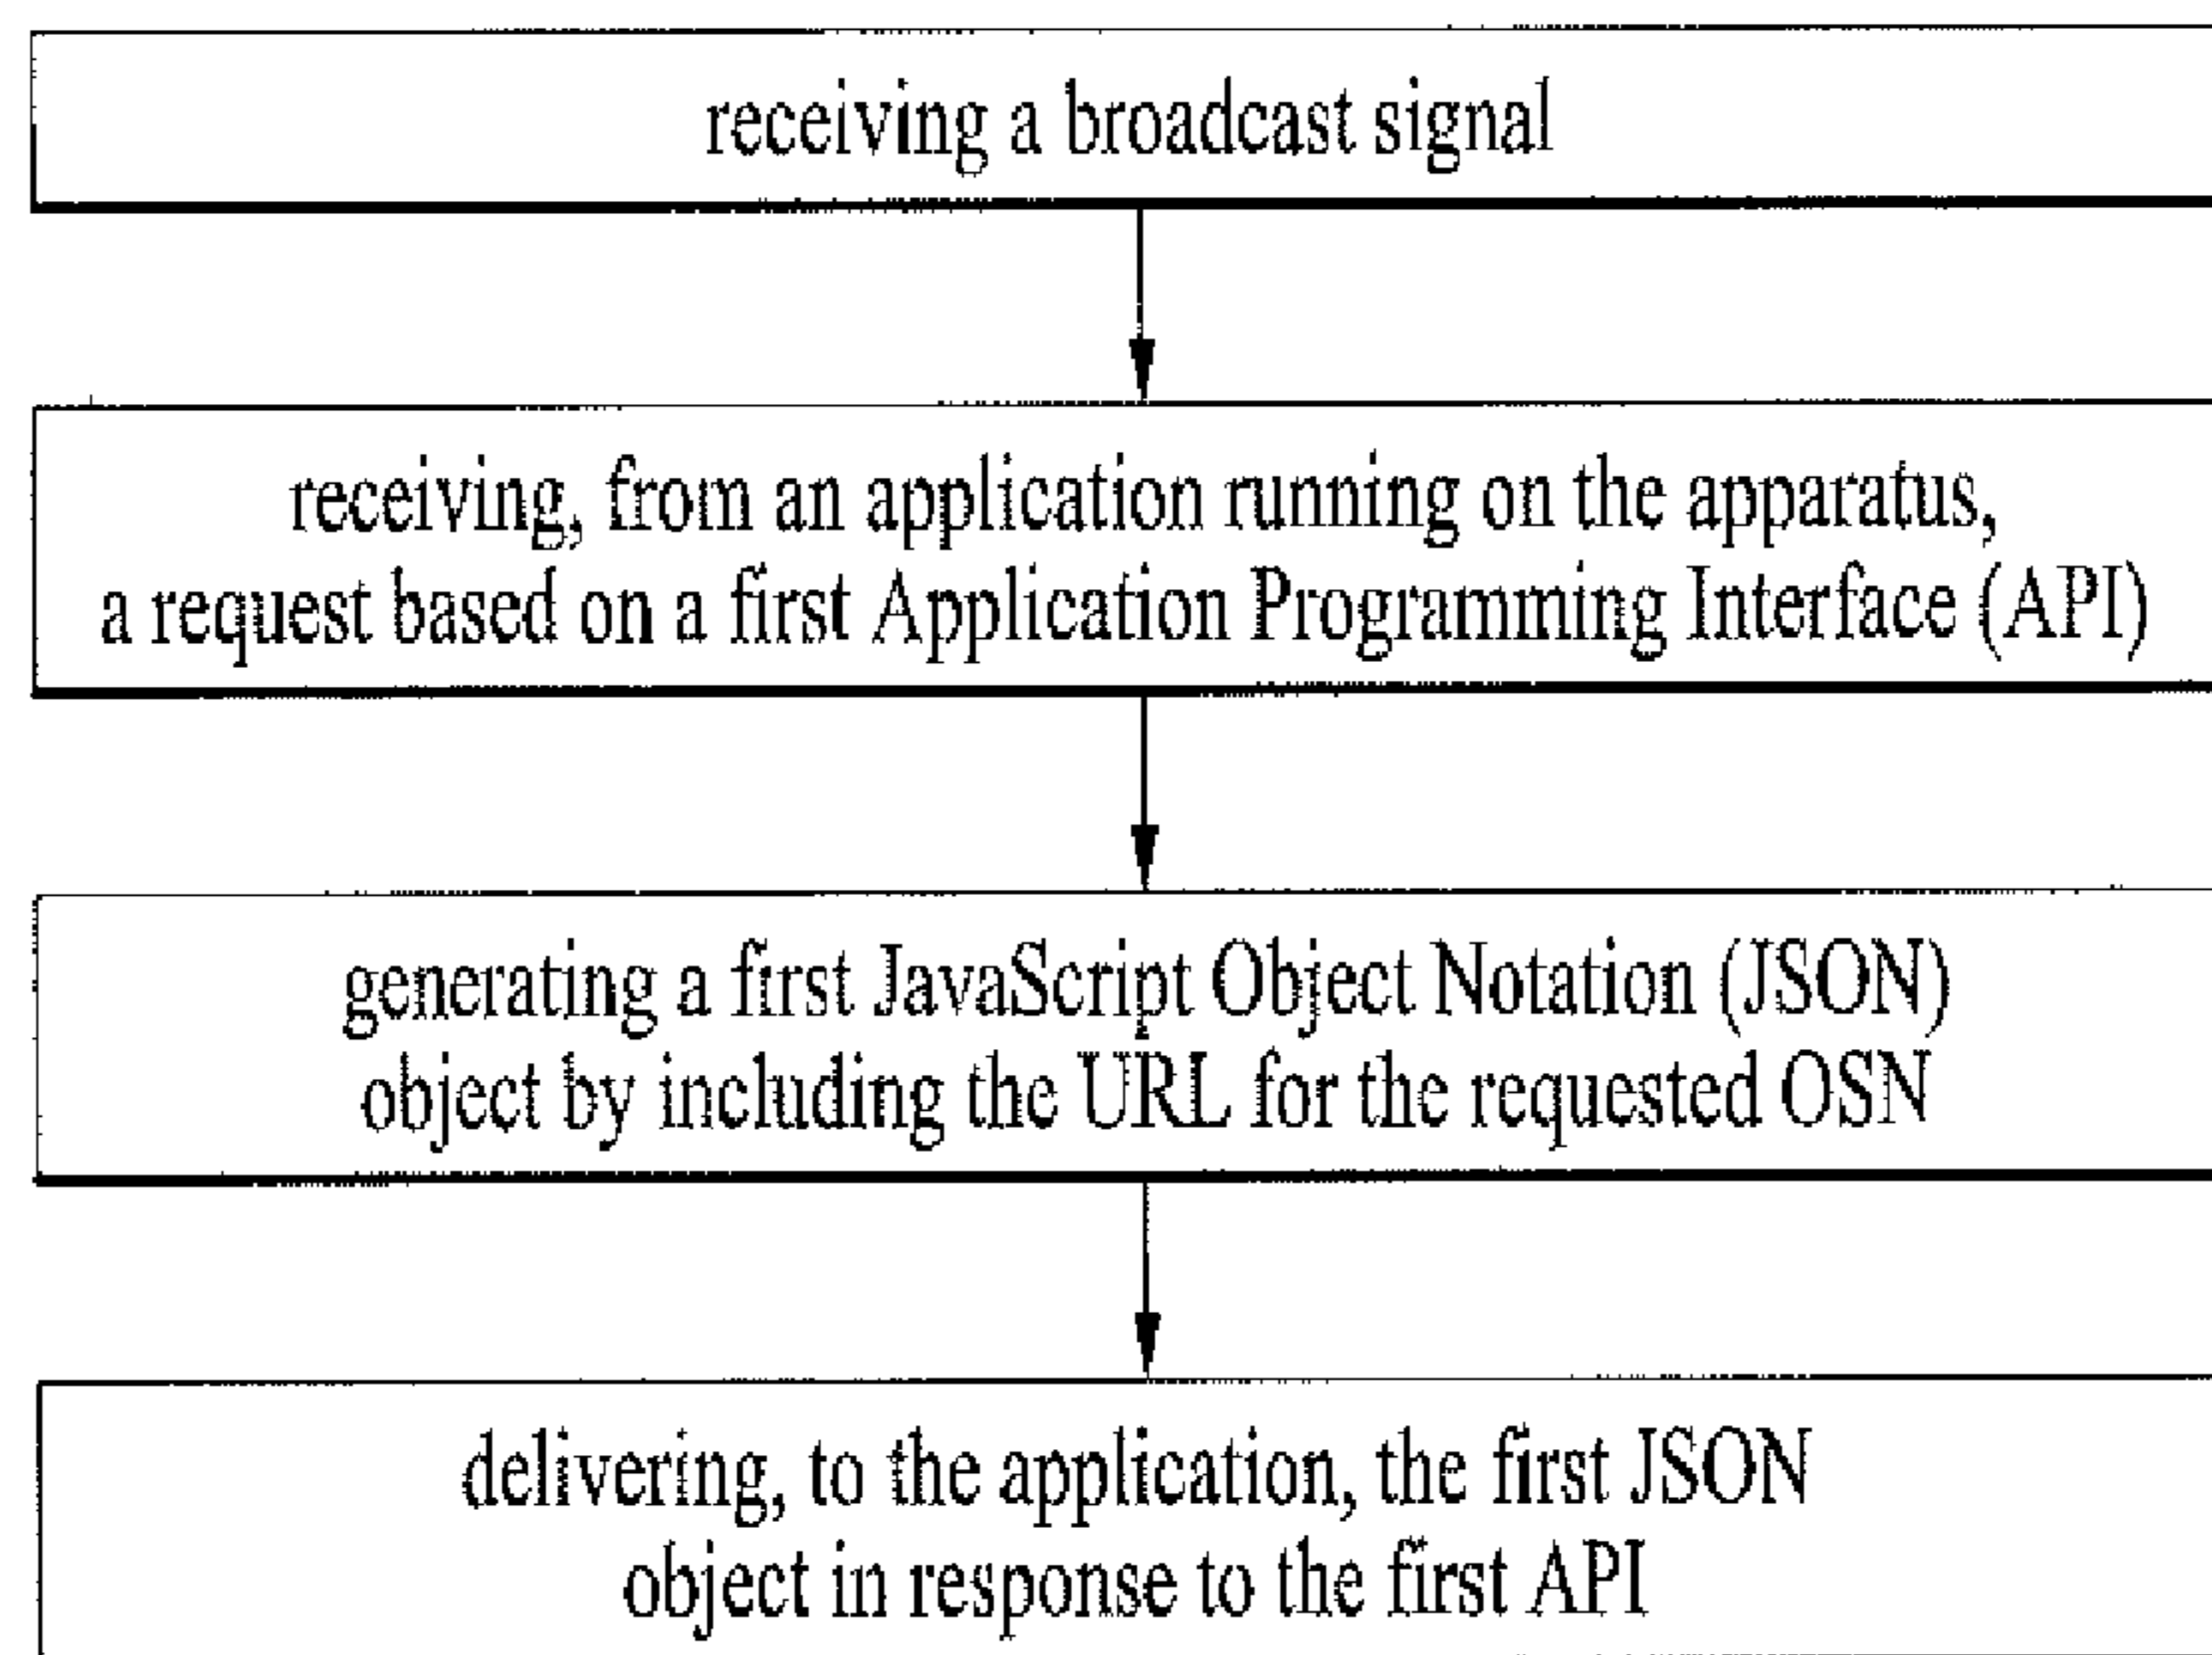 receiving a broadcast signal
receiving, from an application running on the apparatus,
a request based on a first Application Programming Interface (API)
generating a first JavaScript Object Notation (JSON)
object by including the URL for the requested OSN
delivering, to the application, the first JSON
object in response to the first API